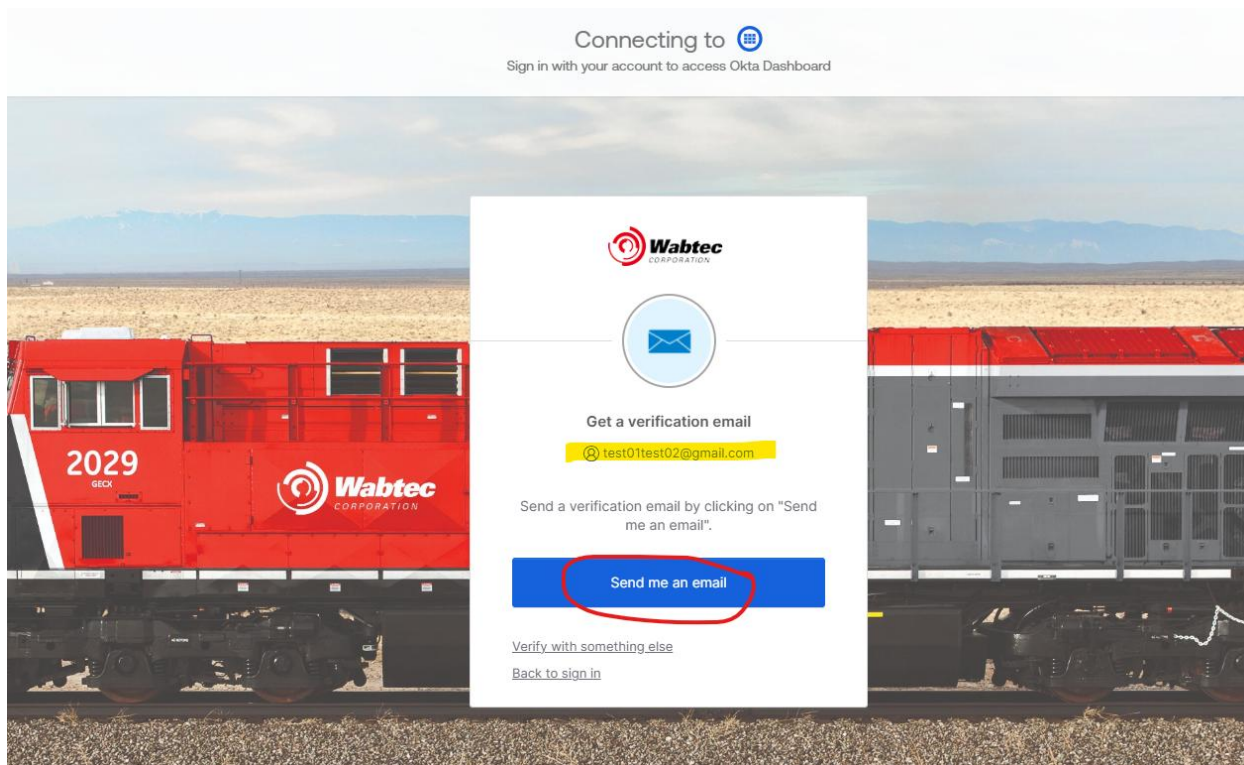 Connecting to
Sign in with your account to access Okta Dashboard
Wabtec
CORPORATION
Get a verification email
test01test02@gmail.com
Send a verification email by clicking on "Send
me an email".
Send me an email
Verify with something else
Back to sign in
2029
GECX
Wabtec
CORPORATION